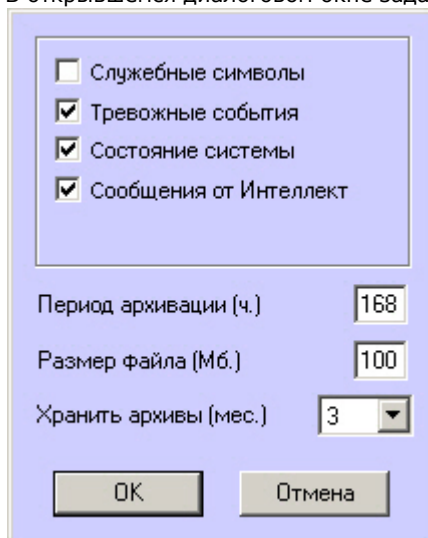 Служебные символы
Тревожные события
Состояние системы
Сообщения от Интеллект
Период архивации (ч.) 168
Размер файла (Мб.) 100
Хранить архивы (мес.) 3
OK Отмена